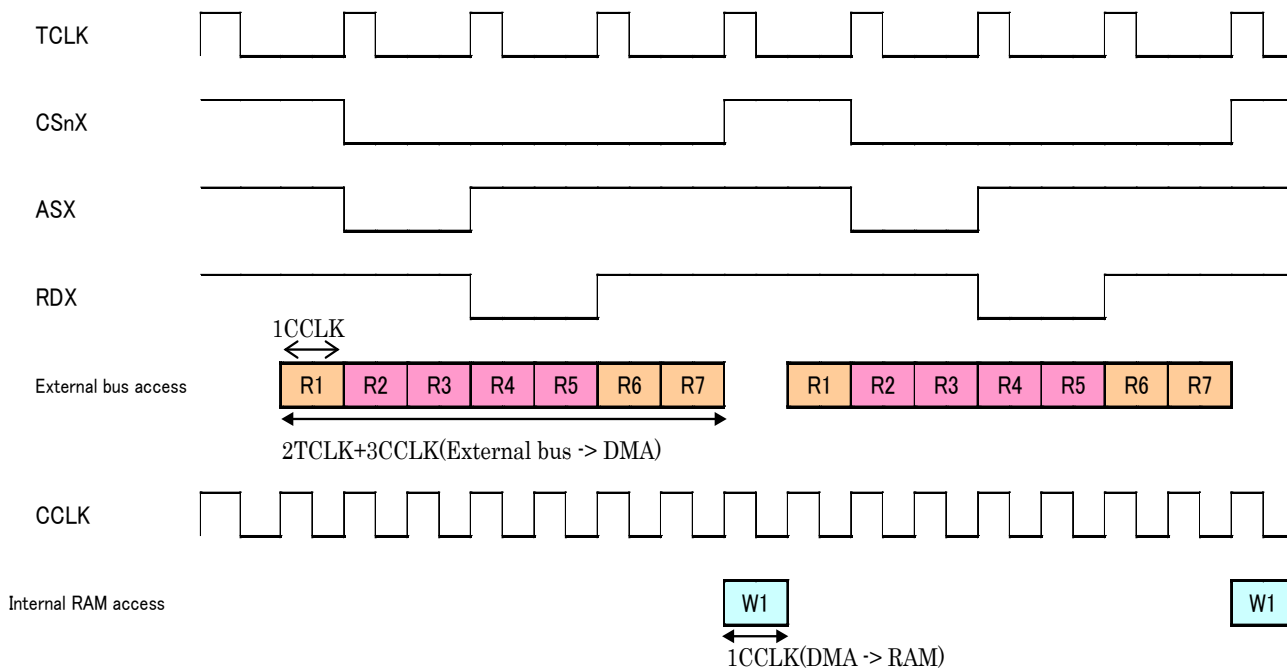 TCLK
CSnX
ASX
RDX
1CCLK
External bus access R1 R2 R3 R4 R5 R6 R7 R1 R2 R3 R4 R5 R6 R7
2TCLK+3CCLK(External bus -> DMA)
CCLK
Internal RAM access W1 W1
1CCLK(DMA -> RAM)